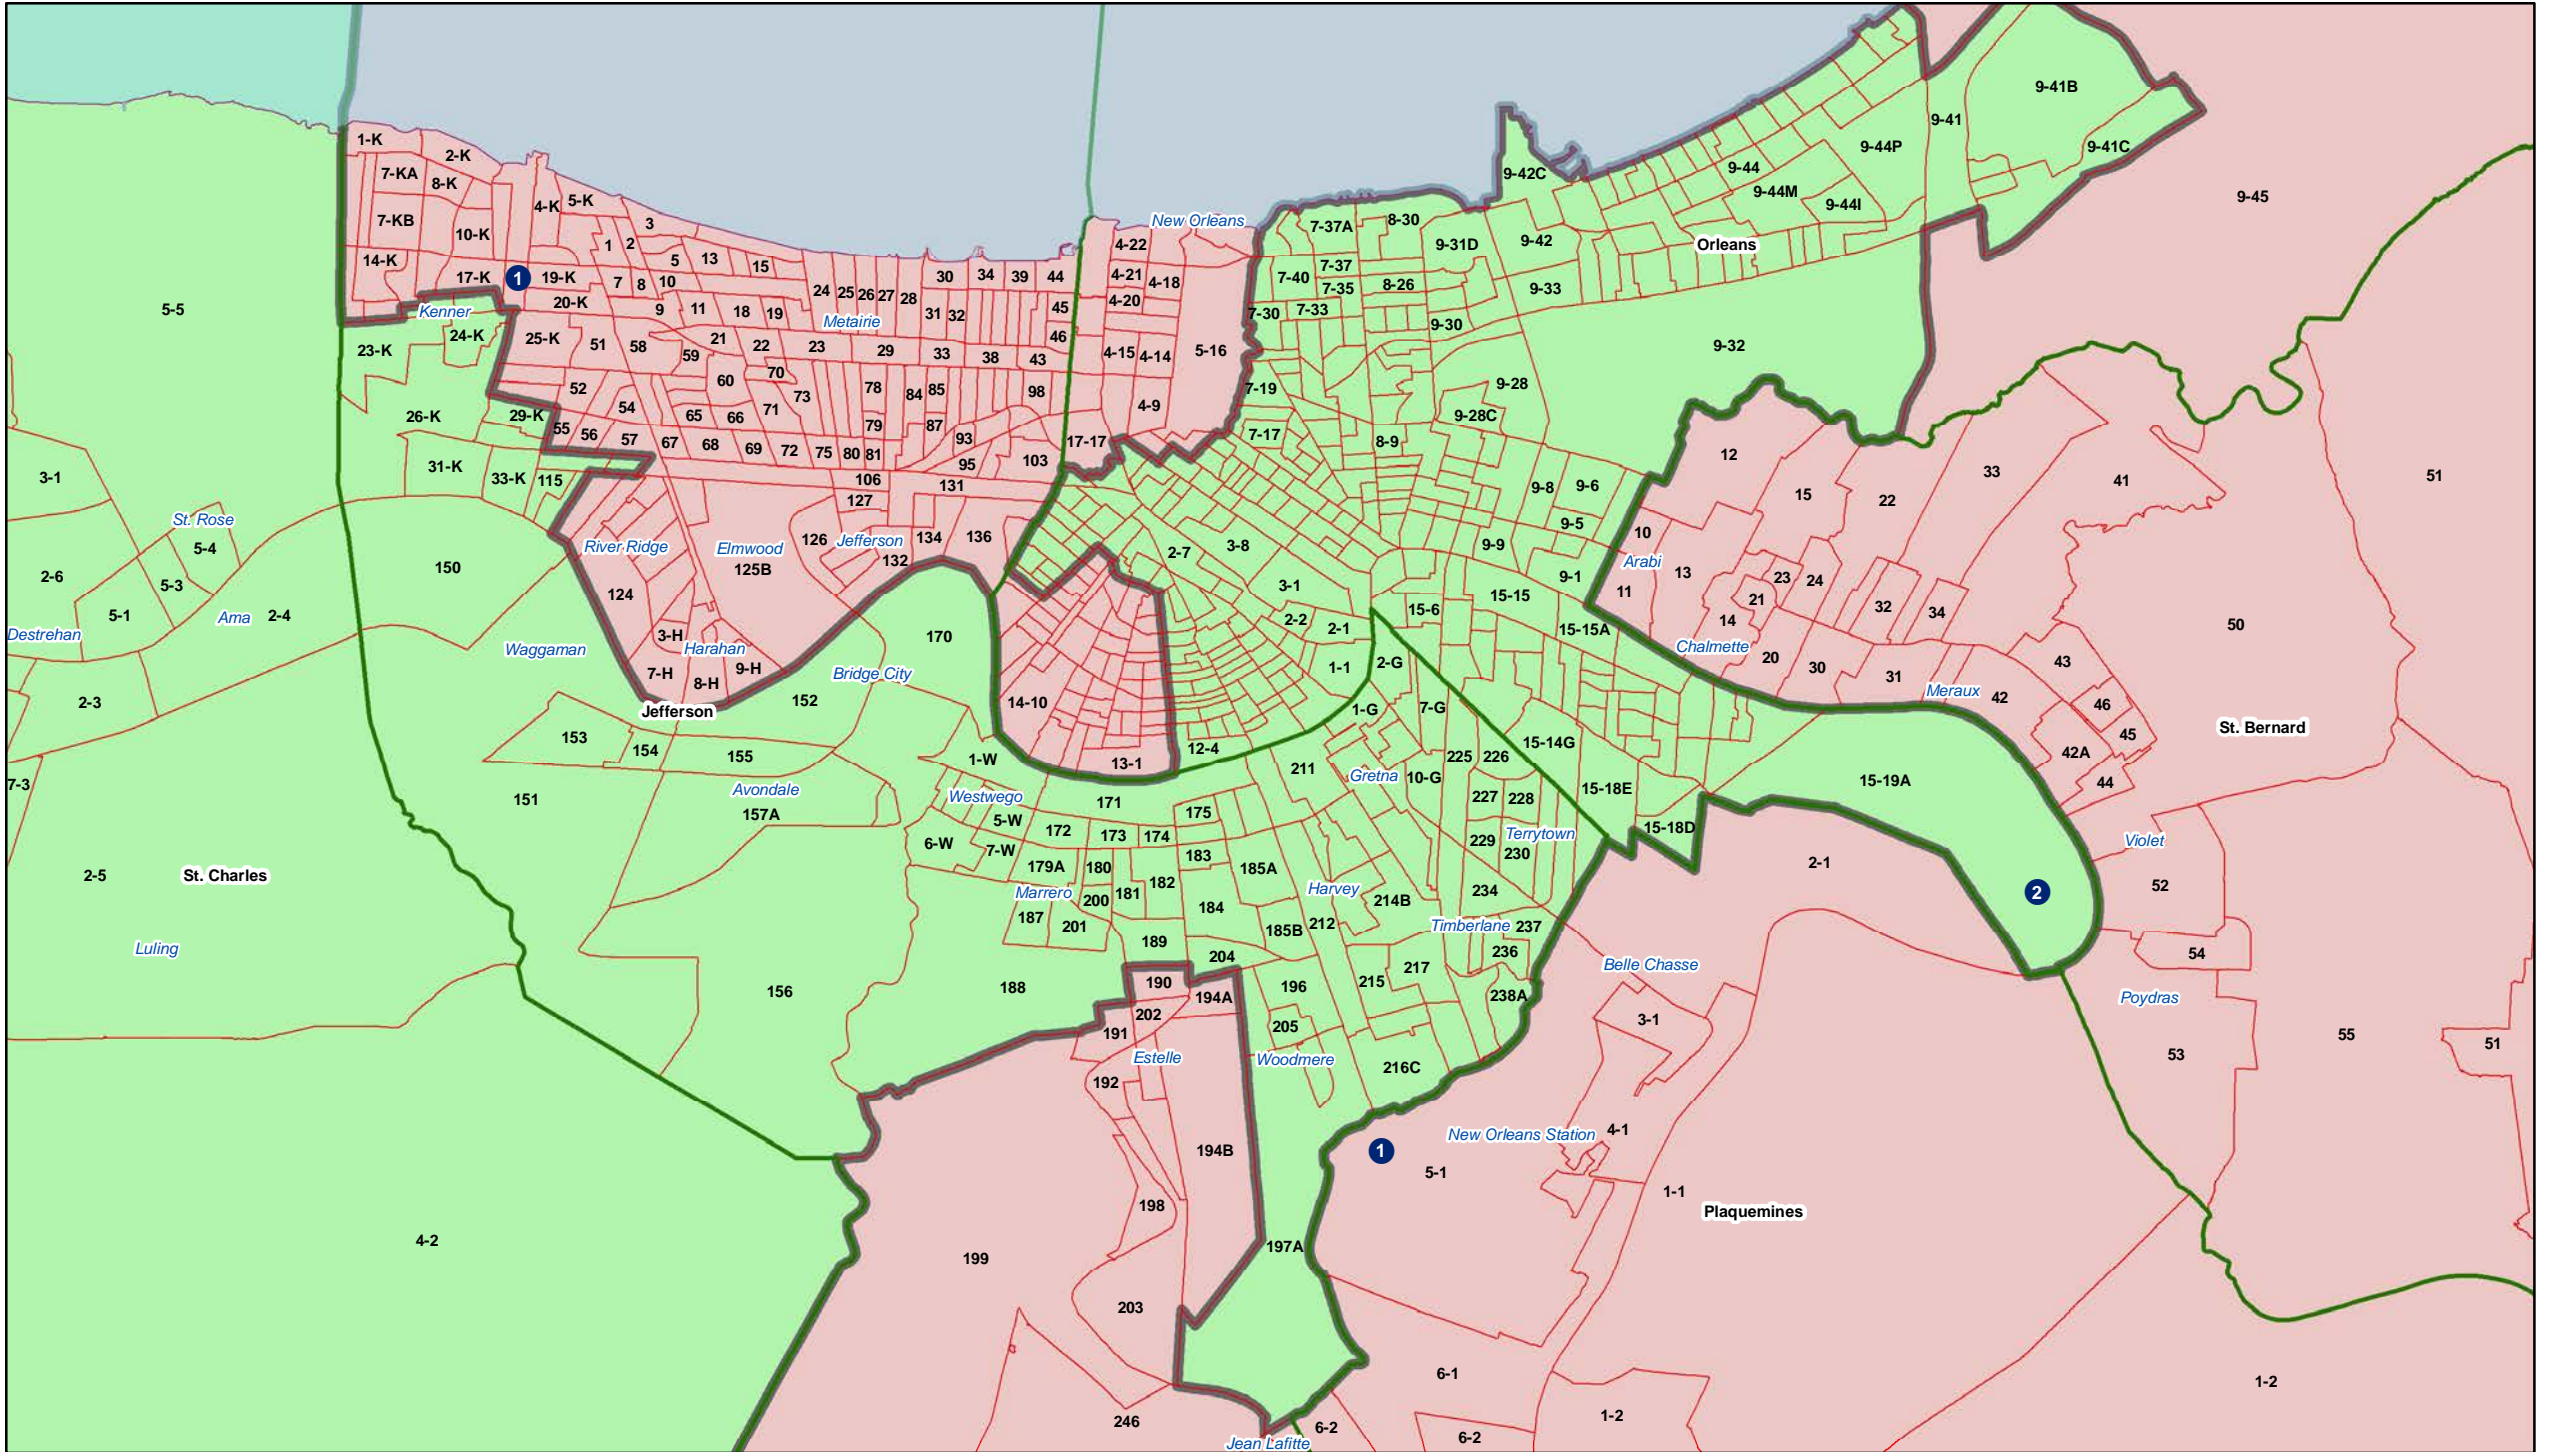 9-41B
9-41
1-K
2-K
9-44P
9-41C
7-KA
8-K
9-44
9-42C
9-44M
9-45
4-K
5-K
9-44I
7-KB
3
New Orleans
7-37A
8-30
10-K
1
2
4-22
9-31D
9-42
Orleans
14-K
5
13
15
7-37
17-K
1
19-K
7
8
10
30
34
39
44
4-21
4-18
7-40
7-35
8-26
9-33
24
25
26
27
28
20-K
4-20
5-5
Kenner
9
11
18
19
Metairie
31
32
45
7-30
7-33
9-30
24-K
25-K
51
58
21
22
23
29
33
38
43
46
23-K
59
4-15
4-14
5-16
9-32
60
70
52
73
78
84
85
98
7-19
9-28
26-K
29-K
54
65
66
71
4-9
9-28C
55
56
57
67
68
69
72
75
80
79
81
87
93
17-17
7-17
8-9
12
31-K
95
103
33
3-1
33-K
115
106
131
9-8
9-6
41
51
127
15
22
St. Rose
9-5
5-4
River Ridge
Elmwood
126
Jefferson
134
136
2-7
3-8
9-9
10
Arabi
132
150
125B
2-6
5-3
3-1
9-1
13
23
24
124
11
5-1
Ama
2-4
15-6
15-15
21
32
34
Destrehan
3-H
2-2
2-1
15-15A
14
50
170
Waggaman
Harahan
Chalmette
7-H
9-H
Bridge City
1-1
2-G
20
30
43
8-H
31
Meraux
2-3
152
14-10
42
46
Jefferson
1-G
7-G
St. Bernard
153
154
155
12-4
15-14G
45
1-W
13-1
225
226
42A
7-3
211
Gretna
10-G
15-19A
44
151
Avondale
Westwego
15-18E
157A
171
175
227
228
5-W
172
173
174
15-18D
6-W
7-W
229
Terrytown
Violet
2-5
St. Charles
179A
180
183
185A
230
2-1
52
Marrero
182
Harvey
234
2
181
200
214B
187
201
184
185B
212
Timberlane
237
Luling
189
236
54
204
217
Belle Chasse
156
188
190
194A
196
215
238A
Poydras
202
3-1
191
205
55
51
Estelle
Woodmere
53
192
216C
4-1
New Orleans Station
194B
1
5-1
1-1
198
Plaquemines
4-2
197A
199
203
6-1
1-2
246
6-2
1-2
6-2
Jean Lafitte